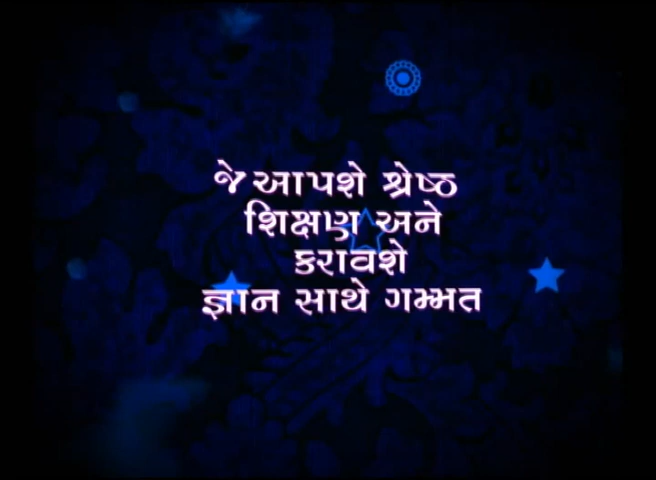 જે આપશે શ્રેષ્ઠ
શિક્ષણ અને
કરાવશે
જ્ઞાન સાથે ગમ્મત